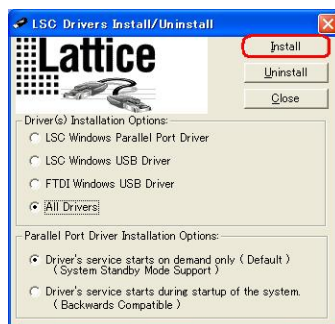 LSC Drivers Install/Uninstall
Lattice
Install
Uninstall
Close
Driver(s) Installation Options:
LSC Windows Parallel Port Driver
LSC Windows USB Driver
FTDI Windows USB Driver
All Drivers
Parallel Port Driver Installation Options:
Driver's service starts on demand only ( Default )
( System Standby Mode Support )
Driver's service starts during startup of the system.
( Backwards Compatible )